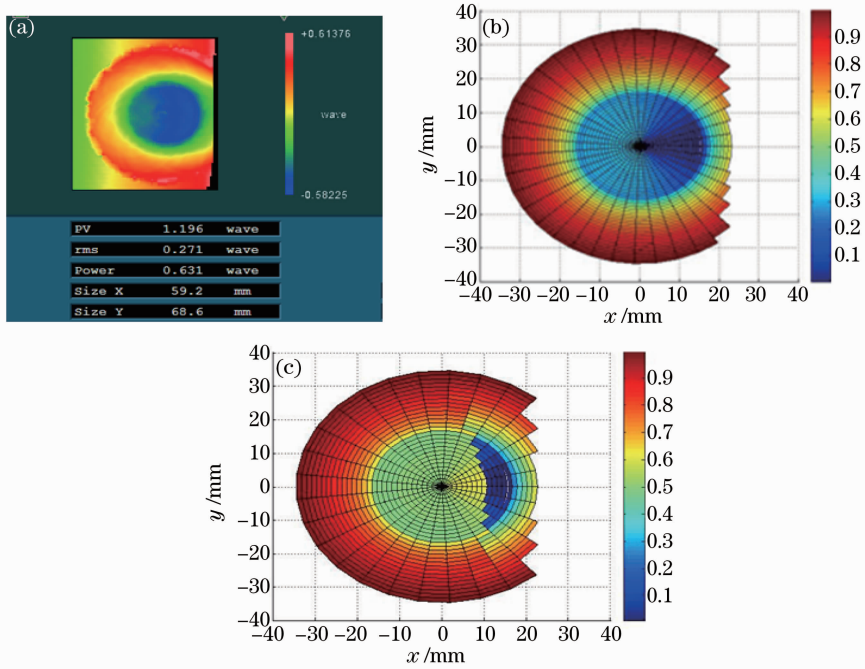 (a)
+0.51376
wave
-0.58225
PV 1.196 wave
rms 0.271 wave
Power 0.631 wave
Size X 59.2 mm
Size Y 68.6 mm
(b)
40
30
20
10
0
−10
−20
−30
−40
y /mm
−40 −30 −20 −10 0 10 20 30 40
x /mm
0.9
0.8
0.7
0.6
0.5
0.4
0.3
0.2
0.1
(c)
40
30
20
10
0
−10
−20
−30
−40
y /mm
−40 −30 −20 −10 0 10 20 30 40
x /mm
0.9
0.8
0.7
0.6
0.5
0.4
0.3
0.2
0.1